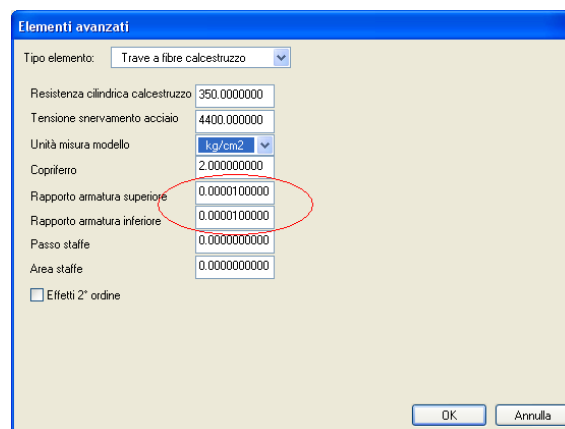 Elementi avanzati
Tipo elemento: Trave a fibre calcestruzzo
Resistenza cilindrica calcestruzzo 350.0000000
Tensione snervamento acciaio 4400.000000
Unità misura modello kg/cm2
Copriferro 2.000000000
Rapporto armatura superiore 0.0000100000
Rapporto armatura inferiore 0.0000100000
Passo staffe 0.0000000000
Area staffe 0.0000000000
Effetti 2° ordine
OK Annulla